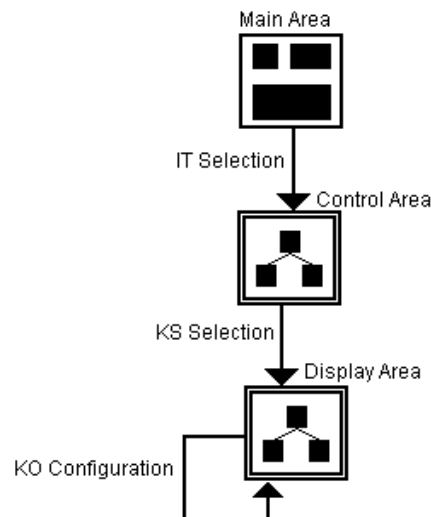 Main Area
IT Selection
Control Area
KS Selection
Display Area
KO Configuration